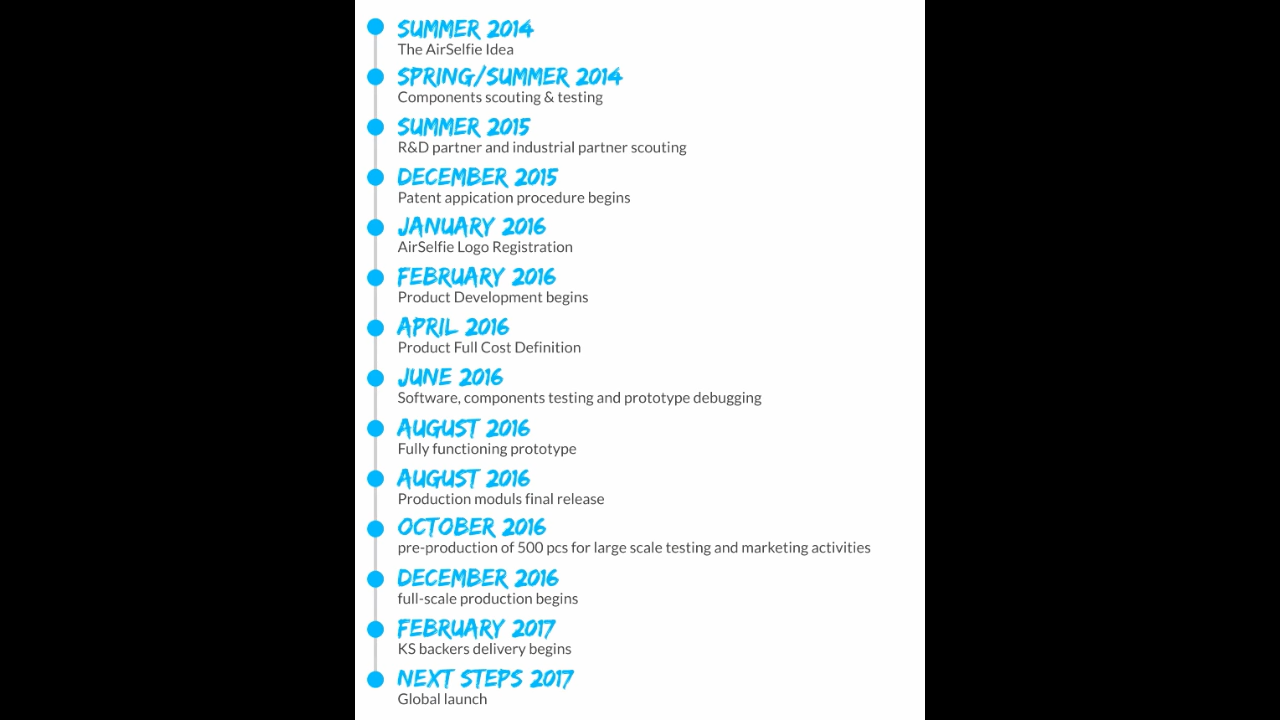 SUMMER 2014
The AirSelfie Idea
SPRING/SUMMER 2014
Components scouting & testing
SUMMER 2015
R&D partner and industrial partner scouting
DECEMBER 2015
Patent appication procedure begins
JANUARY 2016
AirSelfie Logo Registration
FEBRUARY 2016
Product Development begins
APRIL 2016
Product Full Cost Definition
JUNE 2016
Software, components testing and prototype debugging
AUGUST 2016
Fully functioning prototype
AUGUST 2016
Production moduls final release
OCTOBER 2016
pre-production of 500 pcs for large scale testing and marketing activities
DECEMBER 2016
full-scale production begins
FEBRUARY 2017
KS backers delivery begins
NEXT STEPS 2017
Global launch